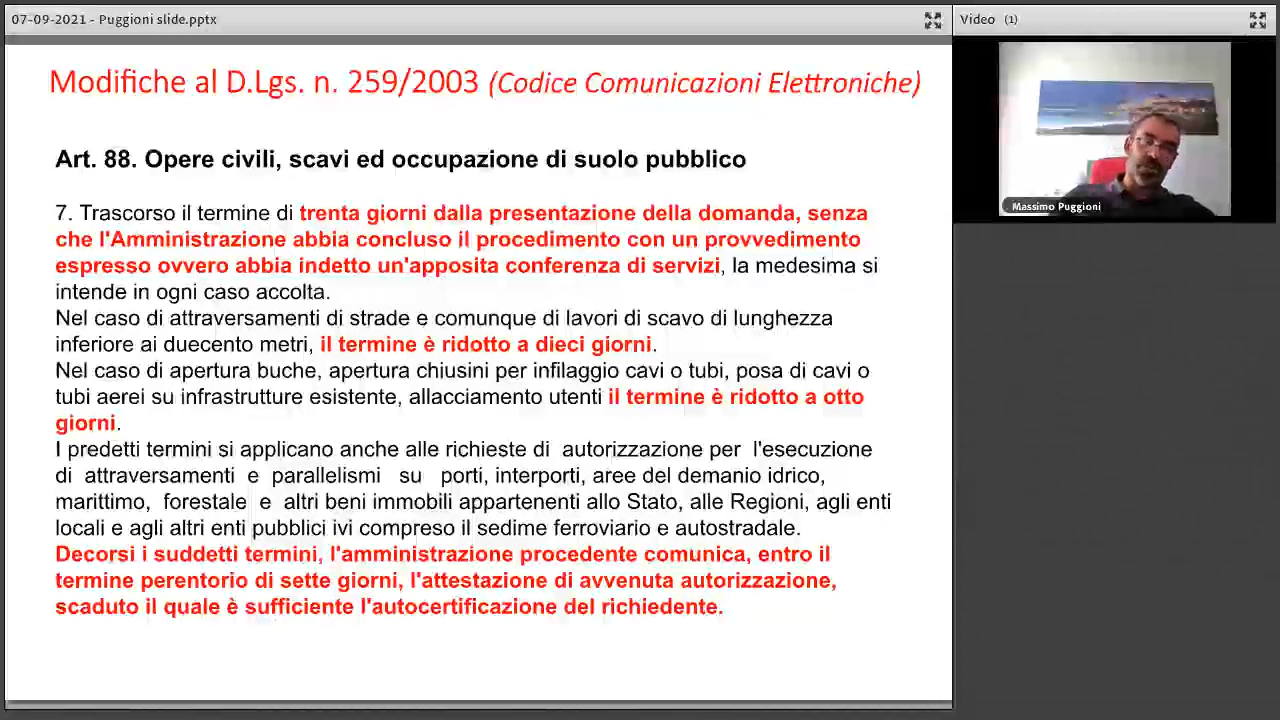 07-09-2021 - Puggioni slide.pptx
Video (1)
Modifiche al D.Lgs. n. 259/2003 (Codice Comunicazioni Elettroniche)
Massimo Puggioni
Art. 88. Opere civili, scavi ed occupazione di suolo pubblico
7. Trascorso il termine di trenta giorni dalla presentazione della domanda, senza
che l'Amministrazione abbia concluso il procedimento con un provvedimento
espresso ovvero abbia indetto un'apposita conferenza di servizi, la medesima si
intende in ogni caso accolta.
Nel caso di attraversamenti di strade e comunque di lavori di scavo di lunghezza
inferiore ai duecento metri, il termine è ridotto a dieci giorni.
Nel caso di apertura buche, apertura chiusini per infilaggio cavi o tubi, posa di cavi o
tubi aerei su infrastrutture esistente, allacciamento utenti il termine è ridotto a otto
giorni.
I predetti termini si applicano anche alle richieste di autorizzazione per l'esecuzione
di attraversamenti e parallelismi su porti, interporti, aree del demanio idrico,
marittimo, forestale e altri beni immobili appartenenti allo Stato, alle Regioni, agli enti
locali e agli altri enti pubblici ivi compreso il sedime ferroviario e autostradale.
Decorsi i suddetti termini, l'amministrazione procedente comunica, entro il
termine perentorio di sette giorni, l'attestazione di avvenuta autorizzazione,
scaduto il quale è sufficiente l'autocertificazione del richiedente.